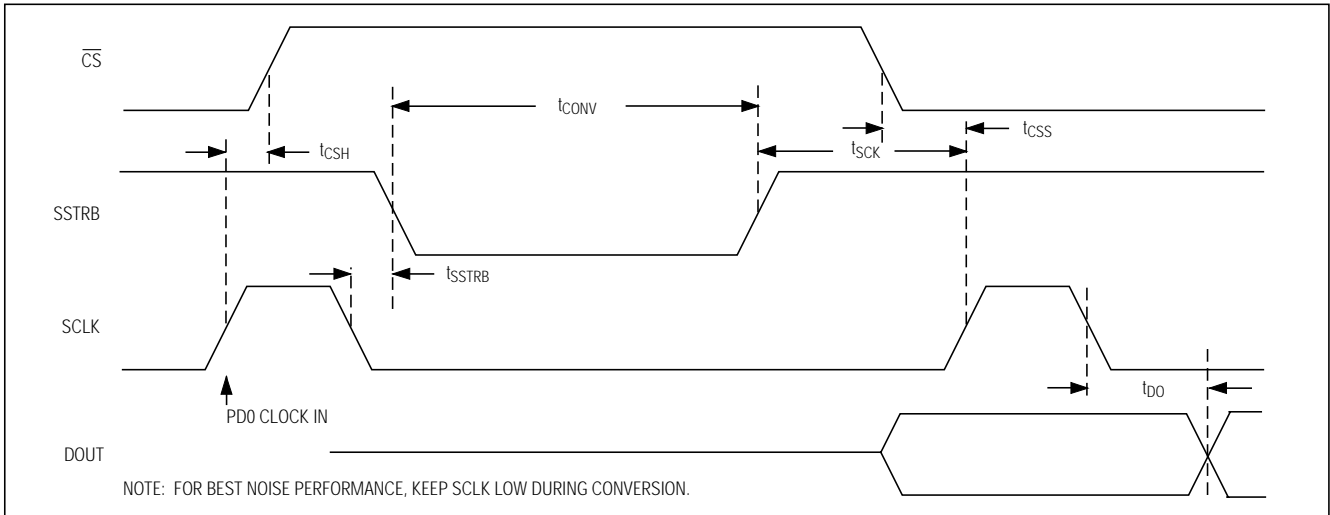 CS
tCONV
tCSS
tCSH
tSCK
SSTRB
tSSTRB
SCLK
tDO
PD0 CLOCK IN
DOUT
NOTE: FOR BEST NOISE PERFORMANCE, KEEP SCLK LOW DURING CONVERSION.